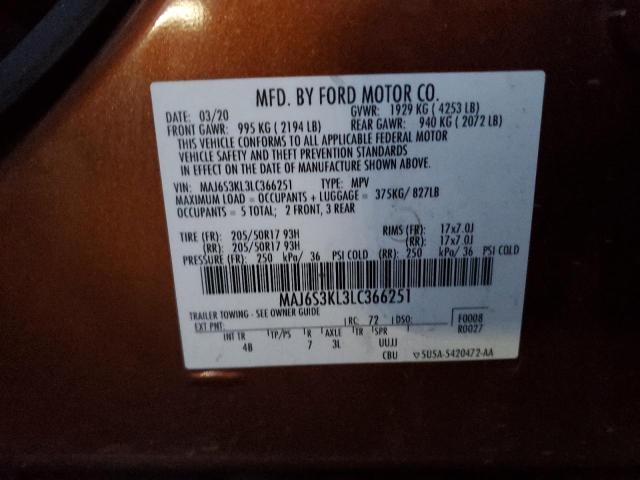 MFD. BY FORD MOTOR CO.
DATE: 03/20 GVWR: 1929 KG ( 4253 LB)
FRONT GAWR: 995 KG ( 2194 LB) REAR GAWR: 940 KG ( 2072 LB)
THIS VEHICLE CONFORMS TO ALL APPLICABLE FEDERAL MOTOR
VEHICLE SAFETY AND THEFT PREVENTION STANDARDS
IN EFFECT ON THE DATE OF MANUFACTURE SHOWN ABOVE.
VIN: MAJ6S3KL3LC366251 TYPE: MPV
MAXIMUM LOAD = OCCUPANTS + LUGGAGE = 375KG/ 827LB
OCCUPANTS = 5 TOTAL; 2 FRONT, 3 REAR
TIRE (FR): 205/50R17 93H RIMS (FR): 17x7.0J
(RR): 205/50R17 93H (RR): 17x7.0J
PRESSURE (FR): 250 kPa/ 36 PSI COLD (RR): 250 kPa/ 36 PSI COLD
MAJ6S3KL3LC366251
TRAILER TOWING - SEE OWNER GUIDE F0008
EXT PNT: RC: 72 DSO: R0027
INT TR TP/PS R AXLE TR SPR UUJJ
4B 7 3L CBU 5U5A-5420472-AA